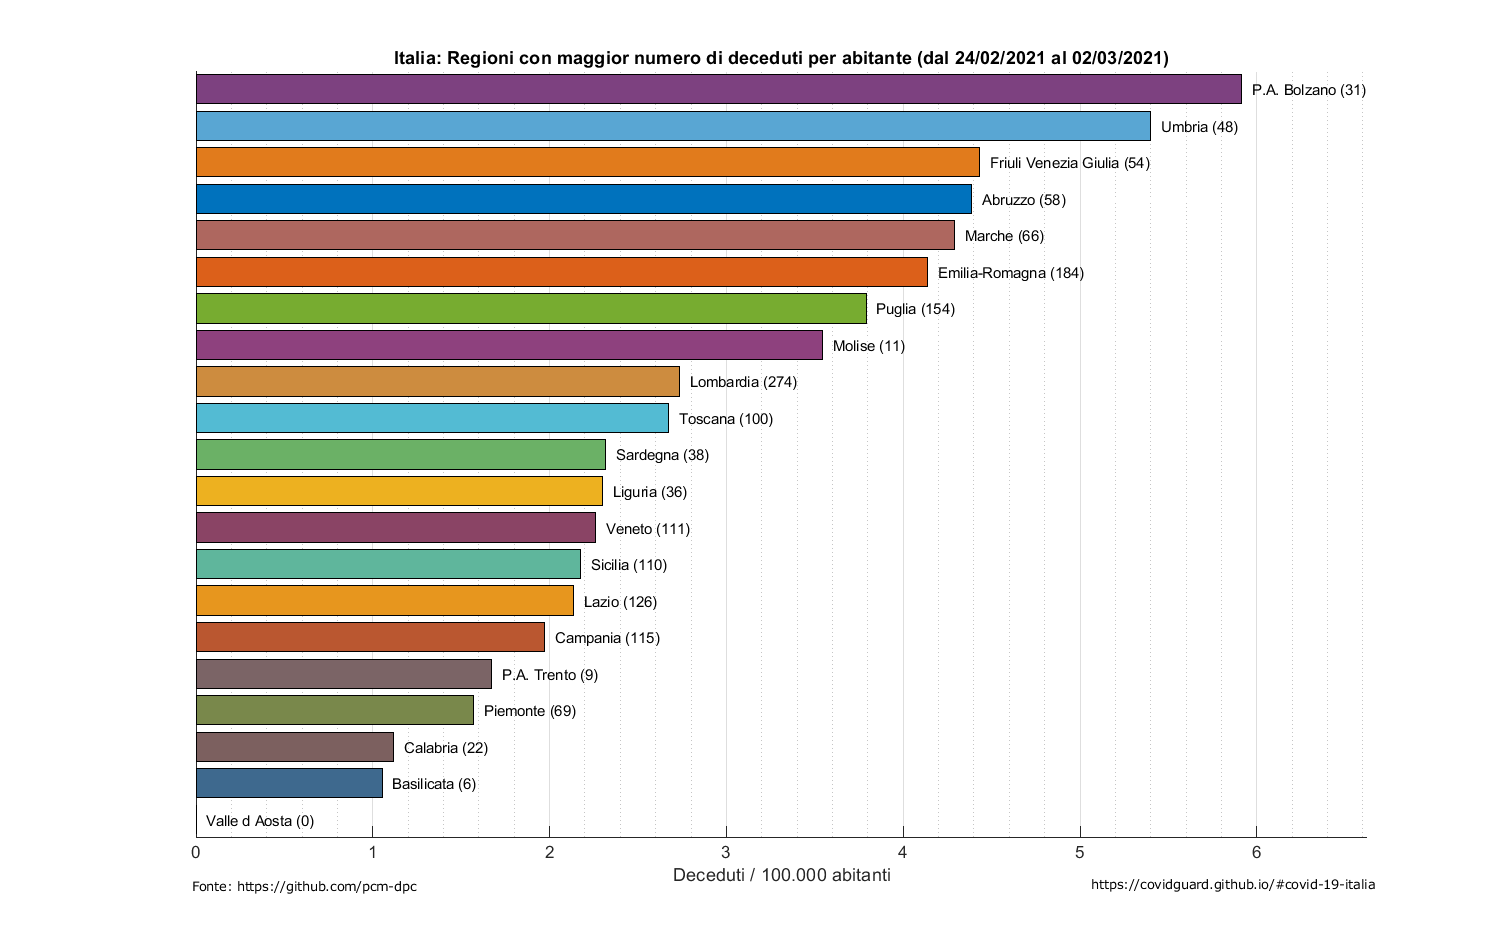 Italia: Regioni con maggior numero di deceduti per abitante (dal 24/02/2021 al 02/03/2021)
P.A. Bolzano (31)
Umbria (48)
Friuli Venezia Giulia (54)
Abruzzo (58)
Marche (66)
Emilia-Romagna (184)
Puglia (154)
Molise (11)
Lombardia (274)
Toscana (100)
Sardegna (38)
Liguria (36)
Veneto (111)
Sicilia (110)
Lazio (126)
Campania (115)
P.A. Trento (9)
Piemonte (69)
Calabria (22)
Basilicata (6)
Valle d Aosta (0)
0 1 2 3 4 5 6
Deceduti / 100.000 abitanti
Fonte: https://github.com/pcm-dpc
https://covidguard.github.io/#covid-19-italia